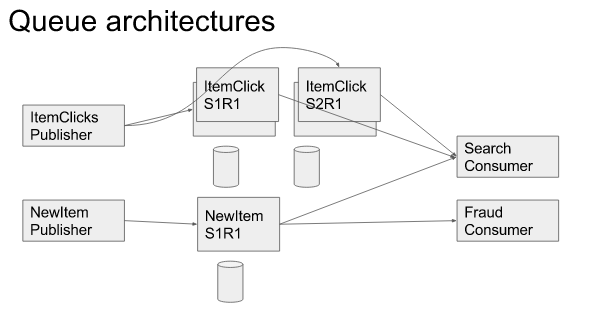 Queue architectures
ItemClick
S1R1
ItemClick
S2R1
ItemClicks
Publisher
Search
Consumer
NewItem
Publisher
NewItem
S1R1
Fraud
Consumer